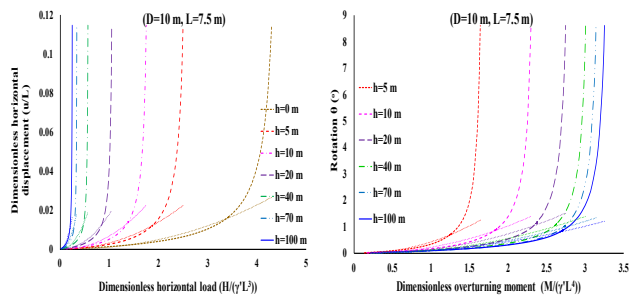 (D=10 m, L=7.5 m)
Dimensionless horizontal displacement (u/L)
0.12
0.1
0.08
0.06
0.04
0.02
0
h=0 m
h=5 m
h=10 m
h=20 m
h=40 m
h=70 m
h=100 m
0 1 2 3 4 5
Dimensionless horizontal load (H/(γ'L³))
(D=10 m, L=7.5 m)
Rotation θ (°)
9
8
7
6
5
4
3
2
1
0
h=5 m
h=10 m
h=20 m
h=40 m
h=70 m
h=100 m
0 0.5 1 1.5 2 2.5 3 3.5
Dimensionless overturning moment (M/(γ'L⁴))